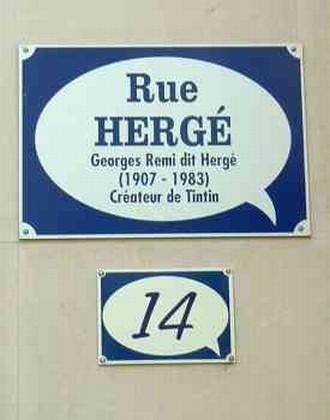 Rue
HERGÉ
Georges Remi dit Hergé
(1907 - 1983)
Créateur de Tintin
14